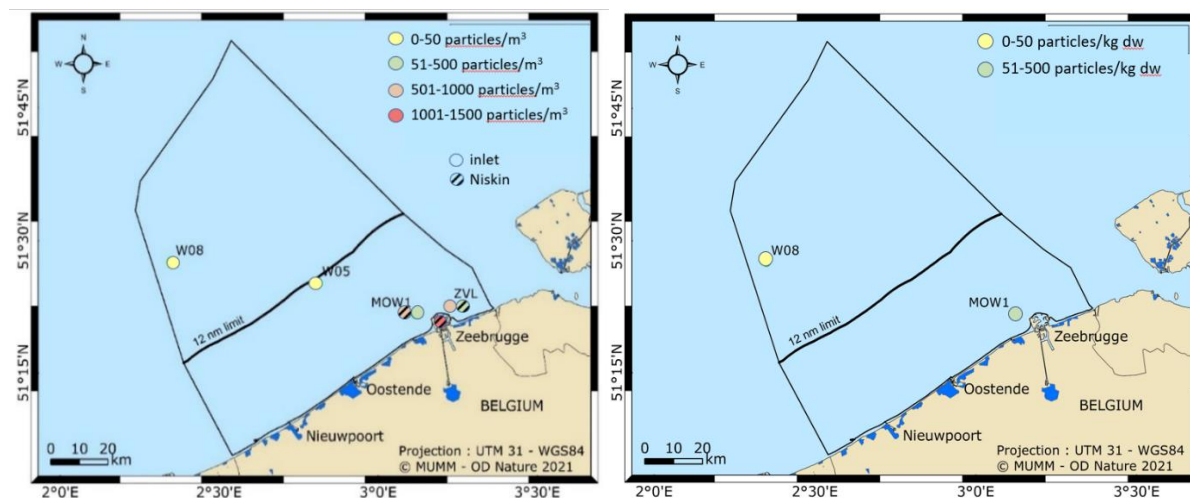 N
W E
S
0-50 particles/m³
51-500 particles/m³
501-1000 particles/m³
1001-1500 particles/m³
inlet
Niskin
51°45'N
51°30'N
51°15'N
W08
W05
MOW1
ZVL
12 nm limit
Zeebrugge
Oostende
BELGIUM
Nieuwpoort
0 10 20
km
Projection : UTM 31 - WGS84
© MUMM - OD Nature 2021
2°0'E 2°30'E 3°0'E 3°30'E
N
W E
S
0-50 particles/kg dw
51-500 particles/kg dw
51°45'N
51°30'N
51°15'N
W08
MOW1
12 nm limit
Zeebrugge
Oostende
BELGIUM
Nieuwpoort
0 10 20
km
Projection : UTM 31 - WGS84
© MUMM - OD Nature 2021
2°0'E 2°30'E 3°0'E 3°30'E